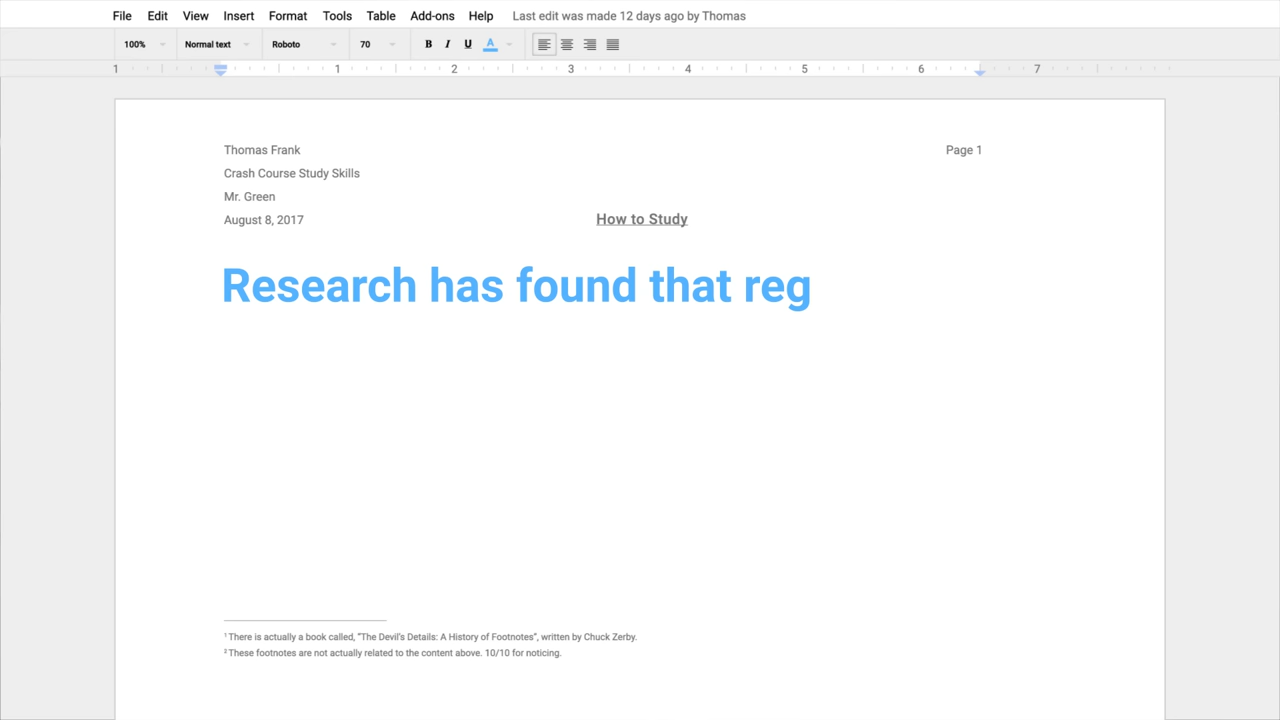 File Edit View Insert Format Tools Table Add-ons Help Last edit was made 12 days ago by Thomas
100% Normal text Roboto 70 B I U A
1 1 2 3 4 5 6 7
Thomas Frank Page 1
Crash Course Study Skills
Mr. Green
August 8, 2017 How to Study
Research has found that reg
¹ There is actually a book called, "The Devil's Details: A History of Footnotes", written by Chuck Zerby.
² These footnotes are not actually related to the content above. 10/10 for noticing.